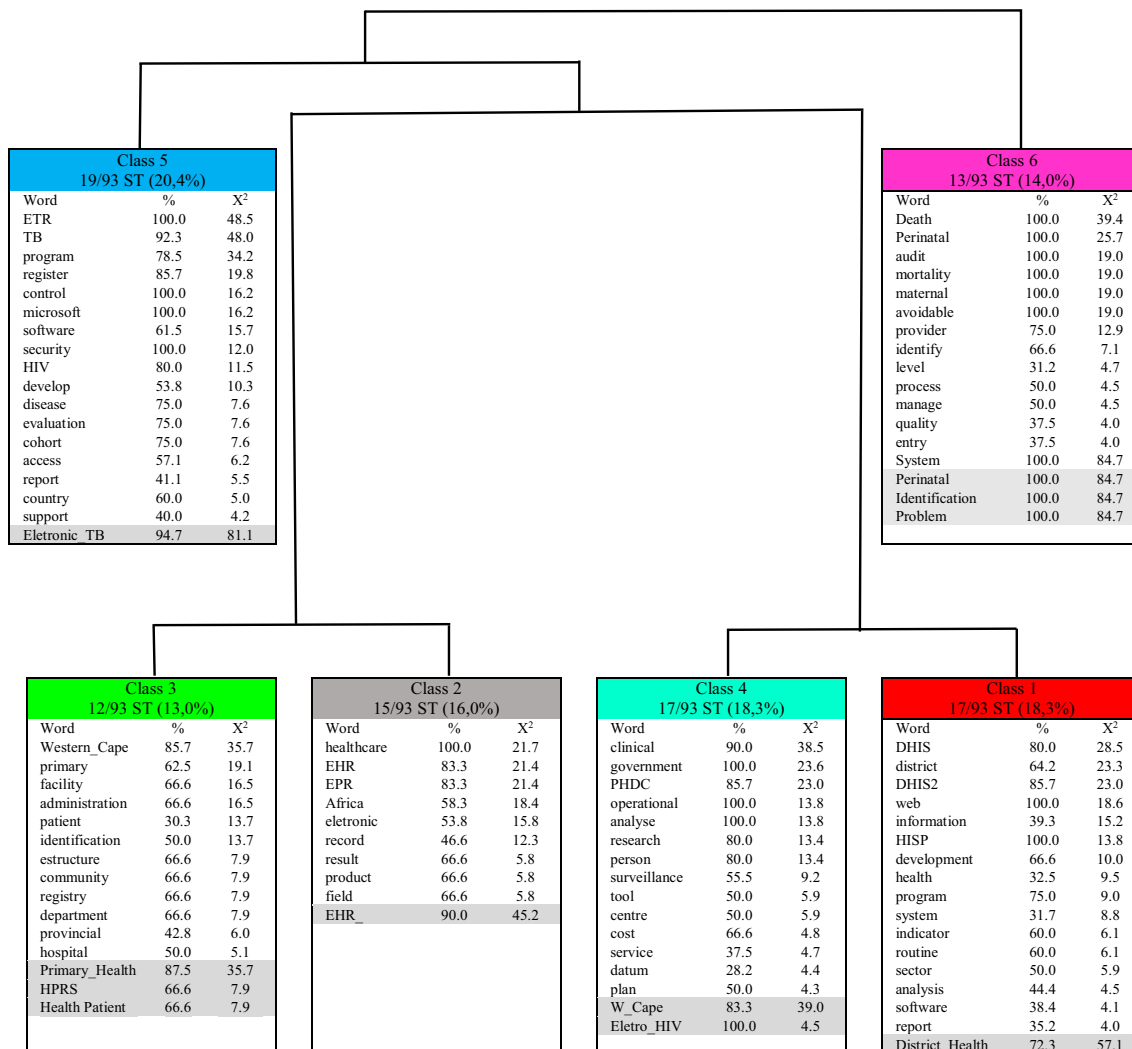 Class 5
19/93 ST (20,4%)
Word % X²
ETR 100.0 48.5
TB 92.3 48.0
program 78.5 34.2
register 85.7 19.8
control 100.0 16.2
microsoft 100.0 16.2
software 61.5 15.7
security 100.0 12.0
HIV 80.0 11.5
develop 53.8 10.3
disease 75.0 7.6
evaluation 75.0 7.6
cohort 75.0 7.6
access 57.1 6.2
report 41.1 5.5
country 60.0 5.0
support 40.0 4.2
Eletronic_TB 94.7 81.1
Class 6
13/93 ST (14,0%)
Word % X²
Death 100.0 39.4
Perinatal 100.0 25.7
audit 100.0 19.0
mortality 100.0 19.0
maternal 100.0 19.0
avoidable 100.0 19.0
provider 75.0 12.9
identify 66.6 7.1
level 31.2 4.7
process 50.0 4.5
manage 50.0 4.5
quality 37.5 4.0
entry 37.5 4.0
System 100.0 84.7
Perinatal 100.0 84.7
Identification 100.0 84.7
Problem 100.0 84.7
Class 3
12/93 ST (13,0%)
Word % X²
Western_Cape 85.7 35.7
primary 62.5 19.1
facility 66.6 16.5
administration 66.6 16.5
patient 30.3 13.7
identification 50.0 13.7
estructure 66.6 7.9
community 66.6 7.9
registry 66.6 7.9
department 66.6 7.9
provincial 42.8 6.0
hospital 50.0 5.1
Primary_Health 87.5 35.7
HPRS 66.6 7.9
Health Patient 66.6 7.9
Class 2
15/93 ST (16,0%)
Word % X²
healthcare 100.0 21.7
EHR 83.3 21.4
EPR 83.3 21.4
Africa 58.3 18.4
eletronic 53.8 15.8
record 46.6 12.3
result 66.6 5.8
product 66.6 5.8
field 66.6 5.8
EHR_ 90.0 45.2
Class 4
17/93 ST (18,3%)
Word % X²
clinical 90.0 38.5
government 100.0 23.6
PHDC 85.7 23.0
operational 100.0 13.8
analyse 100.0 13.8
research 80.0 13.4
person 80.0 13.4
surveillance 55.5 9.2
tool 50.0 5.9
centre 50.0 5.9
cost 66.6 4.8
service 37.5 4.7
datum 28.2 4.4
plan 50.0 4.3
W_Cape 83.3 39.0
Eletro_HIV 100.0 4.5
Class 1
17/93 ST (18,3%)
Word % X²
DHIS 80.0 28.5
district 64.2 23.3
DHIS2 85.7 23.0
web 100.0 18.6
information 39.3 15.2
HISP 100.0 13.8
development 66.6 10.0
health 32.5 9.5
program 75.0 9.0
system 31.7 8.8
indicator 60.0 6.1
routine 60.0 6.1
sector 50.0 5.9
analysis 44.4 4.5
software 38.4 4.1
report 35.2 4.0
District_Health 72.3 57.1